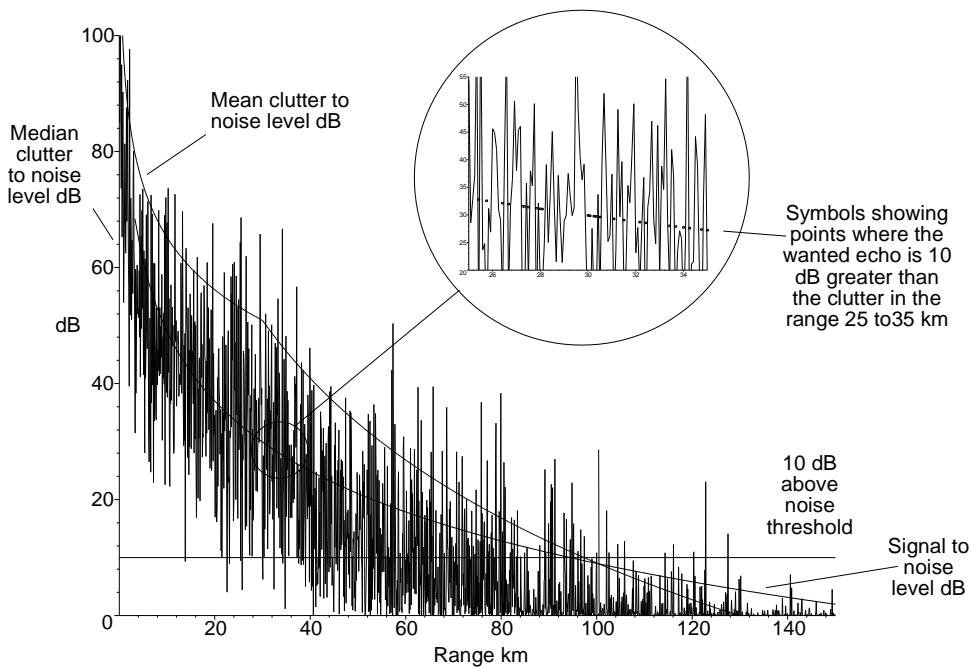 100
80
60
dB
40
20
0
20
40
60
80
100
120
140
Range km
Median
clutter
to noise
level dB
Mean clutter to
noise level dB
55
50
45
40
35
30
25
20
26
28
30
32
34
Symbols showing
points where the
wanted echo is 10
dB greater than
the clutter in the
range 25 to35 km
10 dB
above
noise
threshold
Signal to
noise
level dB